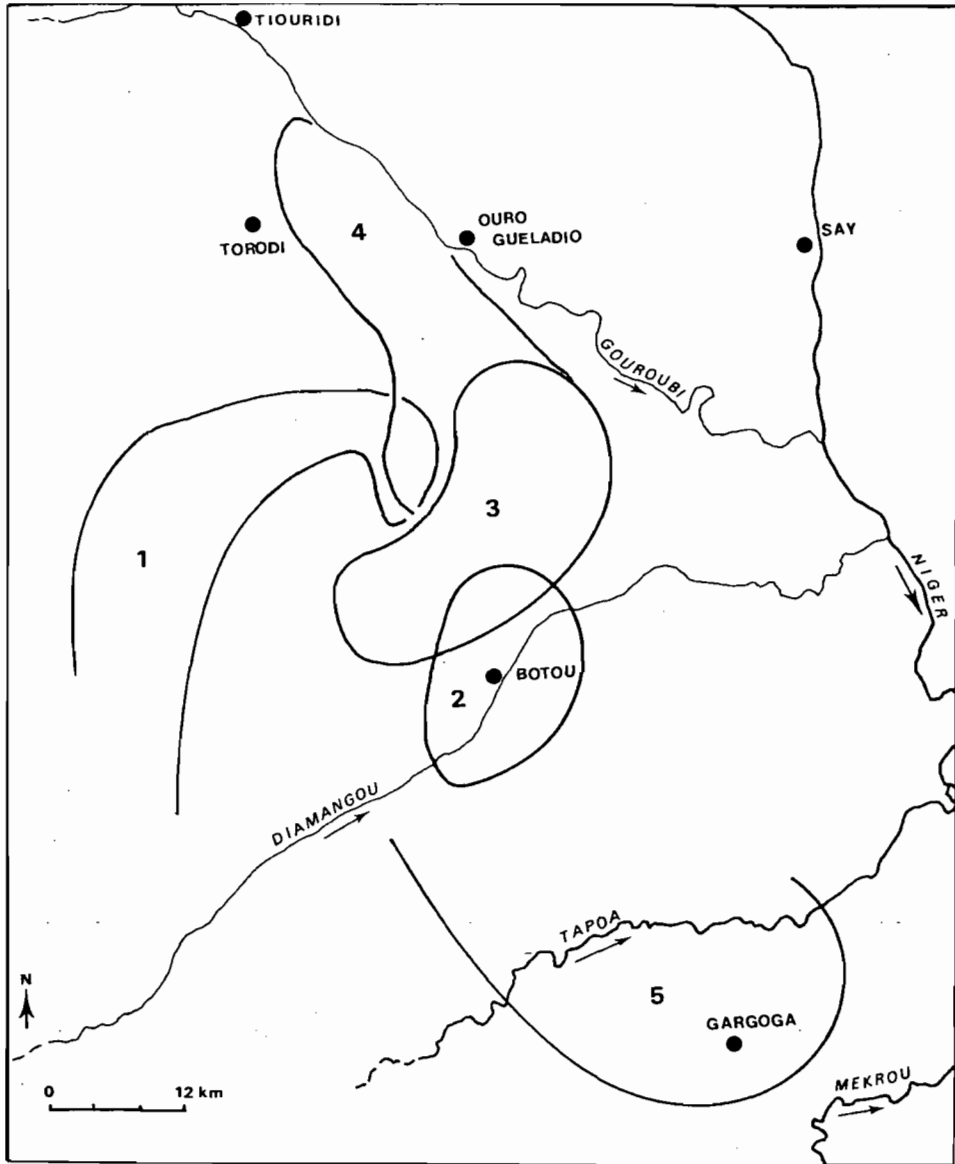 TIOURIDI
OURO
GUELADIO
SAY
4
TORODI
GOUROUBI
3
1
NIGER
2
BOTOU
DIAMANGOU
TAPOA
5
N
GARGOGA
0 12 km
MEKROU